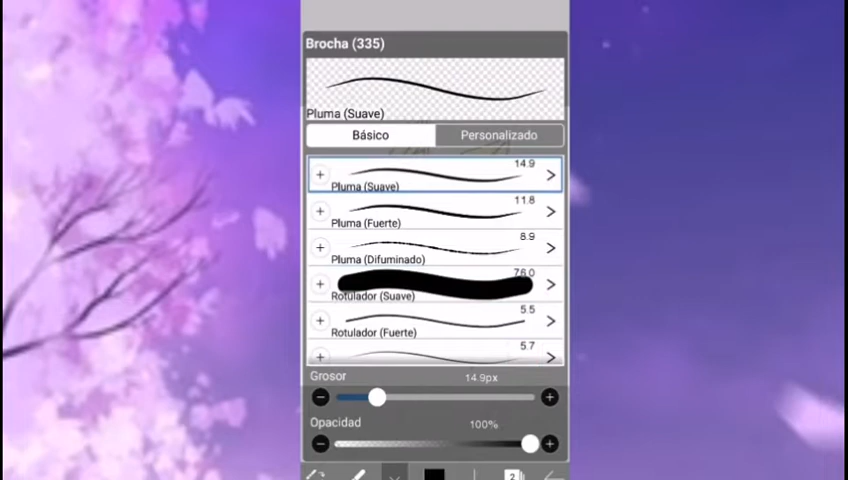 Brocha (335)
Pluma (Suave)
Básico
Personalizado
14.9
Pluma (Suave)
11.8
Pluma (Fuerte)
8.9
Pluma (Difuminado)
76.0
Rotulador (Suave)
5.5
Rotulador (Fuerte)
5.7
Grosor
14.9px
Opacidad
100%
2